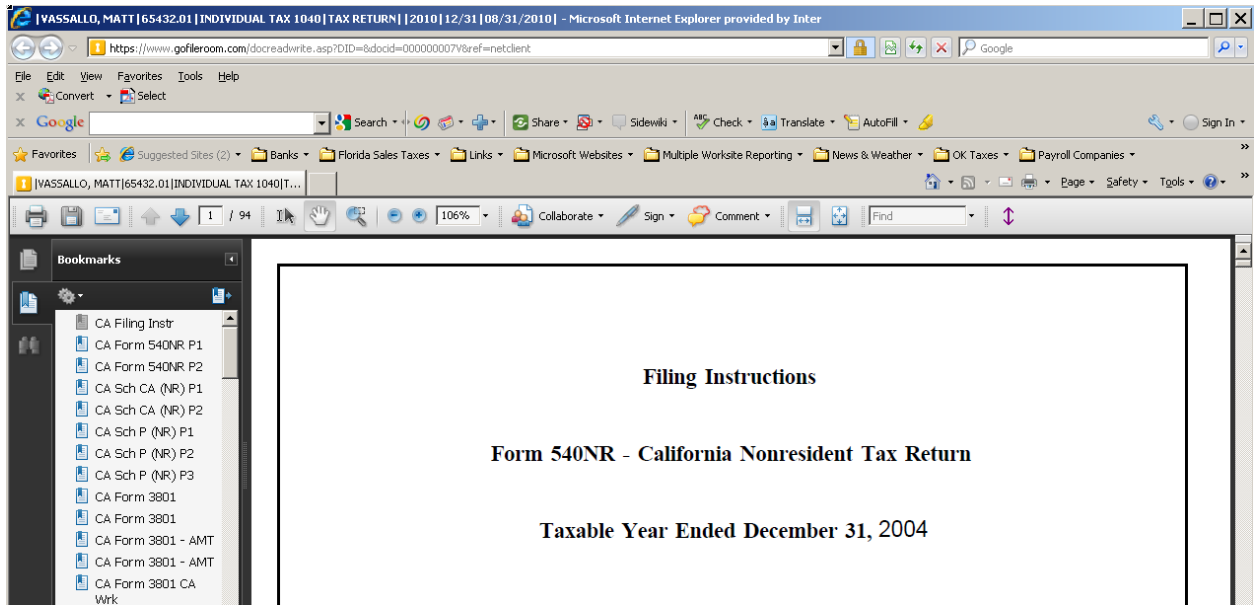 |VASSALLO, MATT|65432.01|INDIVIDUAL TAX 1040|TAX RETURN||2010|12/31|08/31/2010| - Microsoft Internet Explorer provided by Inter
https://www.gofileroom.com/docreadwrite.asp?DID=&docid=000000007V&ref=netclient
Google
File Edit View Favorites Tools Help
x Convert Select
x Google Search Share Sidewiki Check Translate AutoFill Sign In
Favorites Suggested Sites (2) Banks Florida Sales Taxes Links Microsoft Websites Multiple Worksite Reporting News & Weather OK Taxes Payroll Companies »
|VASSALLO, MATT|65432.01|INDIVIDUAL TAX 1040|T... Page Safety Tools »
1 / 94 106% Collaborate Sign Comment Find
Bookmarks
CA Filing Instr
CA Form 540NR P1
CA Form 540NR P2
CA Sch CA (NR) P1
CA Sch CA (NR) P2
CA Sch P (NR) P1
CA Sch P (NR) P2
CA Sch P (NR) P3
CA Form 3801
CA Form 3801
CA Form 3801 - AMT
CA Form 3801 - AMT
CA Form 3801 CA
Wrk
Filing Instructions
Form 540NR - California Nonresident Tax Return
Taxable Year Ended December 31, 2004